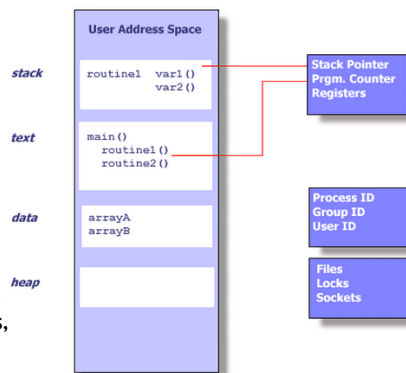 User Address Space
stack
routine1 var1()
var2()
Stack Pointer
Prgm. Counter
Registers
text
main()
routine1()
routine2()
data
arrayA
arrayB
Process ID
Group ID
User ID
heap
Files
Locks
Sockets